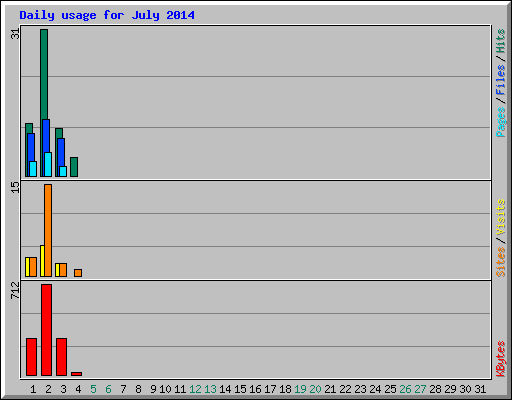 Daily usage for July 2014
31
Pages / Files / Hits
15
Sites / Visits
712
KBytes
1 2 3 4 5 6 7 8 9 10 11 12 13 14 15 16 17 18 19 20 21 22 23 24 25 26 27 28 29 30 31